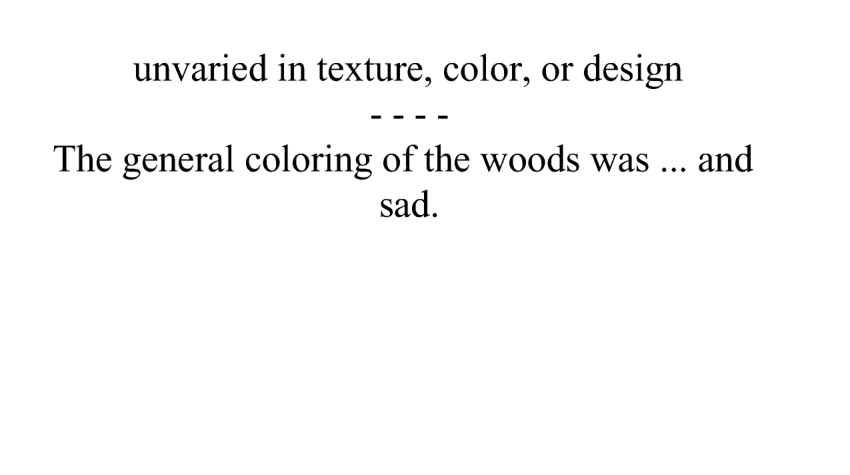 unvaried in texture, color, or design
- - - -
The general coloring of the woods was ... and
sad.